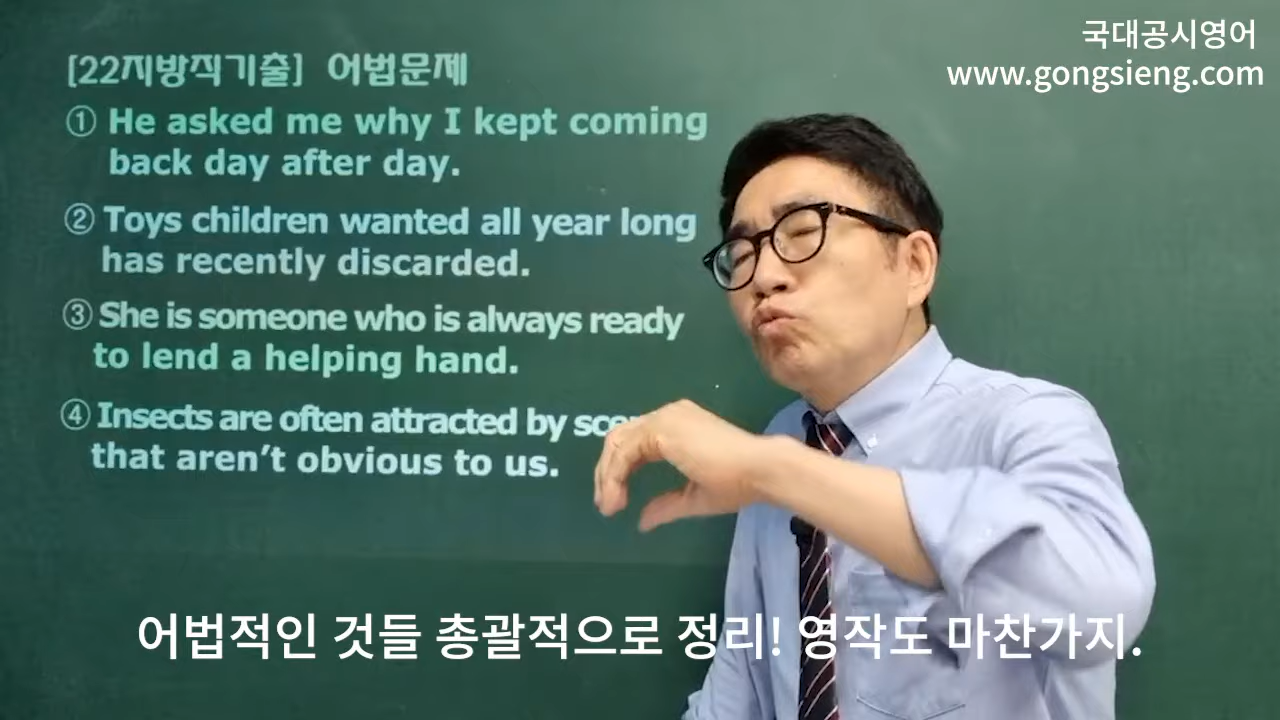 국대공시영어
www.gongsieng.com
[22지방직기출] 어법문제
① He asked me why I kept coming
back day after day.
② Toys children wanted all year long
has recently discarded.
③ She is someone who is always ready
to lend a helping hand.
④ Insects are often attracted by
that aren’t obvious to us.
어법적인 것들 총괄적으로 정리! 영작도 마찬가지.